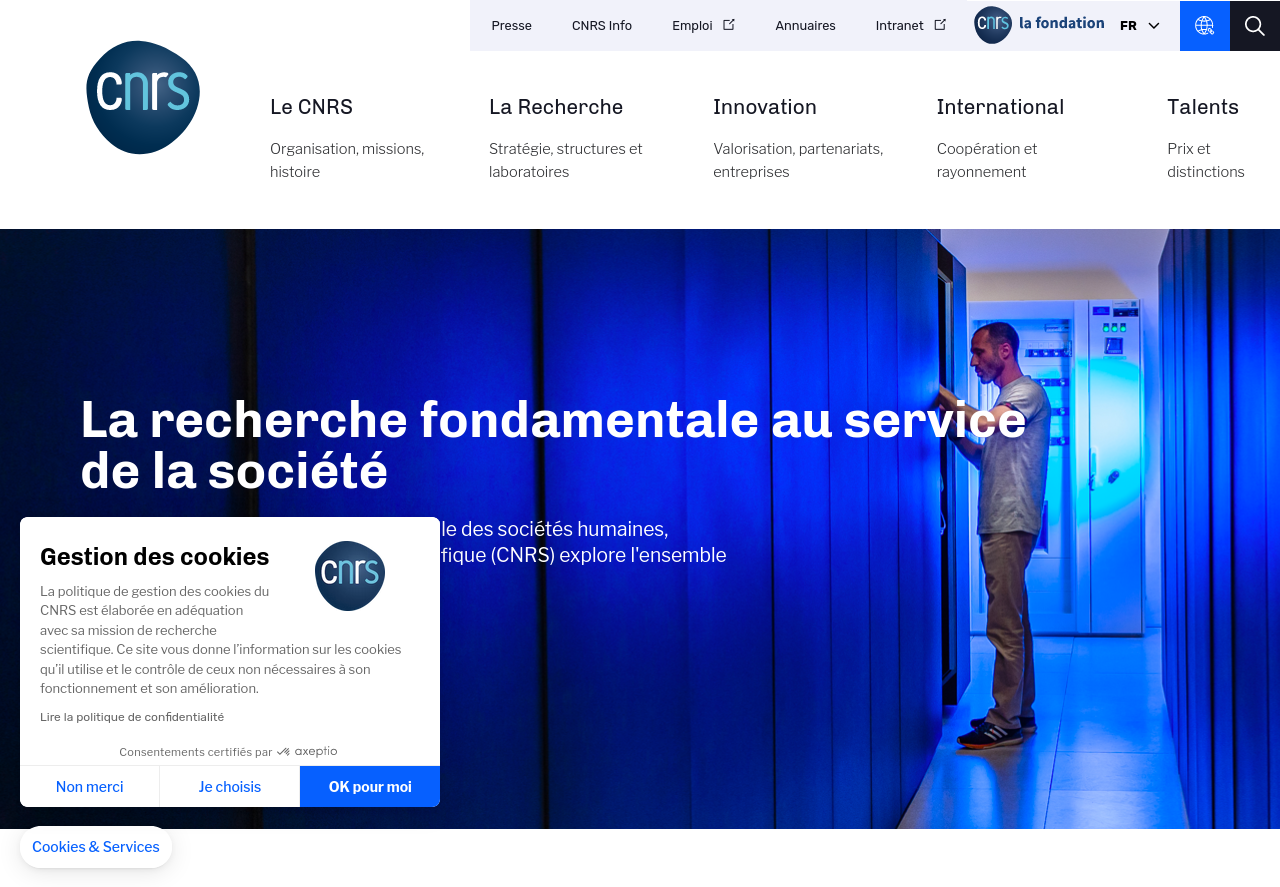 Presse
CNRS Info
Emploi
Annuaires
Intranet
cnrs la fondation
FR
cnrs
Le CNRS
Organisation, missions,
histoire
La Recherche
Stratégie, structures et
laboratoires
Innovation
Valorisation, partenariats,
entreprises
International
Coopération et
rayonnement
Talents
Prix et
distinctions
La recherche fondamentale au service
de la société
des sociétés humaines,
(CNRS) explore l'ensemble
Gestion des cookies
cnrs
La politique de gestion des cookies du
CNRS est élaborée en adéquation
avec sa mission de recherche
scientifique. Ce site vous donne l'information sur les cookies
qu'il utilise et le contrôle de ceux non nécessaires à son
fonctionnement et son amélioration.
Lire la politique de confidentialité
Consentements certifiés par axeptio
Non merci
Je choisis
OK pour moi
Cookies & Services